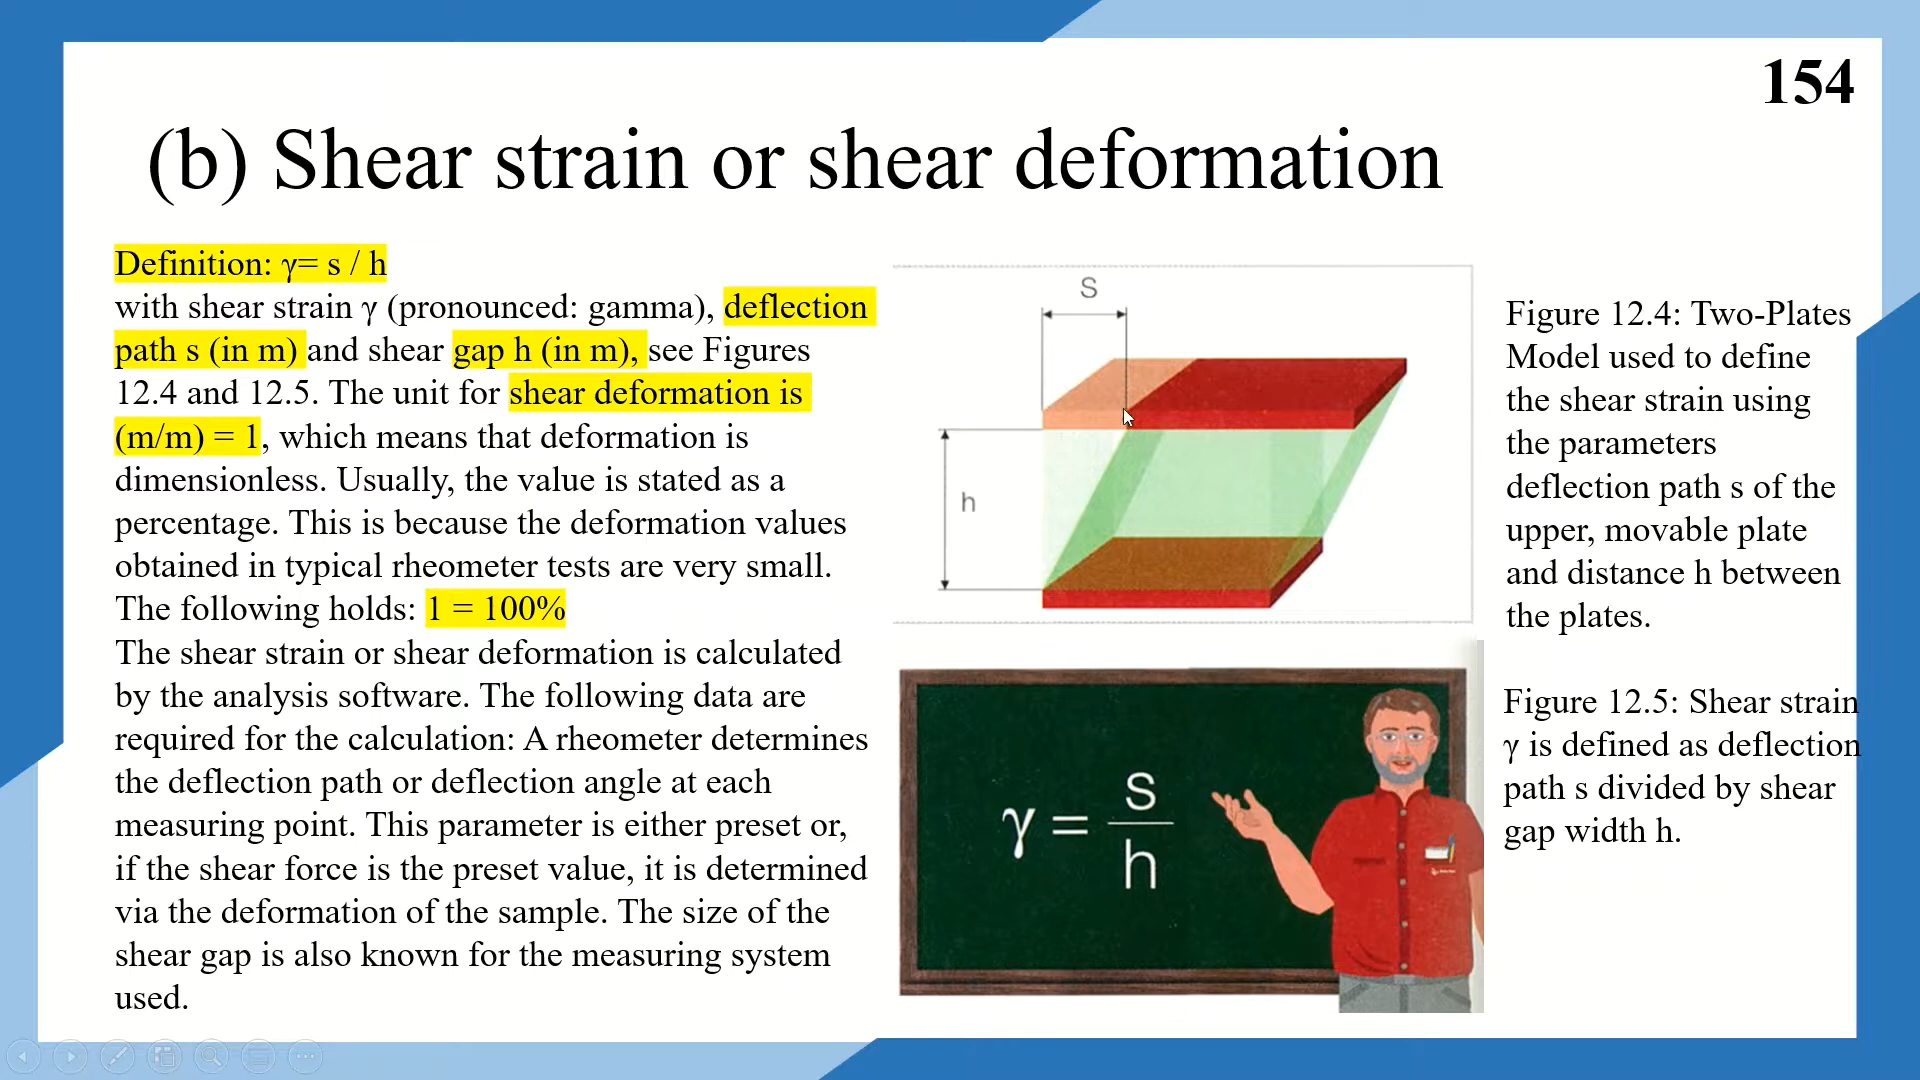 154
(b) Shear strain or shear deformation
Definition: γ= s / h
with shear strain γ (pronounced: gamma), deflection
path s (in m) and shear gap h (in m), see Figures
12.4 and 12.5. The unit for shear deformation is
(m/m) = 1, which means that deformation is
dimensionless. Usually, the value is stated as a
percentage. This is because the deformation values
obtained in typical rheometer tests are very small.
The following holds: 1 = 100%
The shear strain or shear deformation is calculated
by the analysis software. The following data are
required for the calculation: A rheometer determines
the deflection path or deflection angle at each
measuring point. This parameter is either preset or,
if the shear force is the preset value, it is determined
via the deformation of the sample. The size of the
shear gap is also known for the measuring system
used.
S
h
γ =
s
h
Figure 12.4: Two-Plates
Model used to define
the shear strain using
the parameters
deflection path s of the
upper, movable plate
and distance h between
the plates.
Figure 12.5: Shear strain
γ is defined as deflection
path s divided by shear
gap width h.